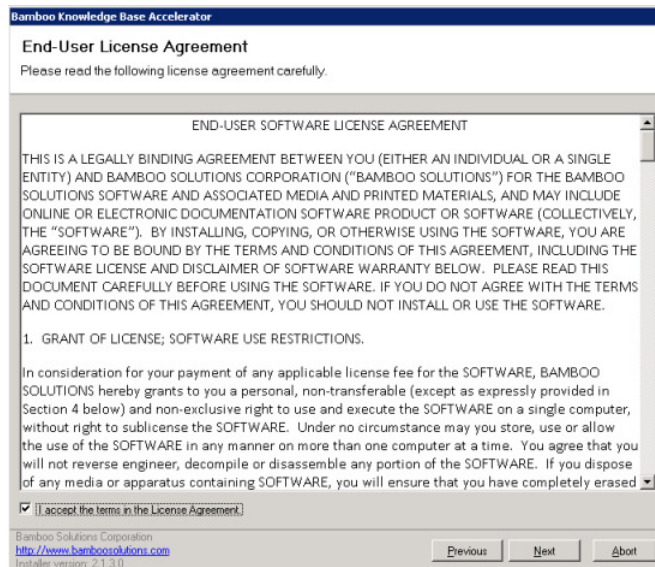 Bamboo Knowledge Base Accelerator
End-User License Agreement
Please read the following license agreement carefully.
END-USER SOFTWARE LICENSE AGREEMENT
THIS IS A LEGALLY BINDING AGREEMENT BETWEEN YOU (EITHER AN INDIVIDUAL OR A SINGLE
ENTITY) AND BAMBOO SOLUTIONS CORPORATION ("BAMBOO SOLUTIONS") FOR THE BAMBOO
SOLUTIONS SOFTWARE AND ASSOCIATED MEDIA AND PRINTED MATERIALS, AND MAY INCLUDE
ONLINE OR ELECTRONIC DOCUMENTATION SOFTWARE PRODUCT OR SOFTWARE (COLLECTIVELY,
THE "SOFTWARE").  BY INSTALLING, COPYING, OR OTHERWISE USING THE SOFTWARE, YOU ARE
AGREEING TO BE BOUND BY THE TERMS AND CONDITIONS OF THIS AGREEMENT, INCLUDING THE
SOFTWARE LICENSE AND DISCLAIMER OF SOFTWARE WARRANTY BELOW.  PLEASE READ THIS
DOCUMENT CAREFULLY BEFORE USING THE SOFTWARE. IF YOU DO NOT AGREE WITH THE TERMS
AND CONDITIONS OF THIS AGREEMENT, YOU SHOULD NOT INSTALL OR USE THE SOFTWARE.
1.  GRANT OF LICENSE; SOFTWARE USE RESTRICTIONS.
In consideration for your payment of any applicable license fee for the SOFTWARE, BAMBOO
SOLUTIONS hereby grants to you a personal, non-transferable (except as expressly provided in
Section 4 below) and non-exclusive right to use and execute the SOFTWARE on a single computer,
without right to sublicense the SOFTWARE.  Under no circumstance may you store, use or allow
the use of the SOFTWARE in any manner on more than one computer at a time.  You agree that you
will not reverse engineer, decompile or disassemble any portion of the SOFTWARE.  If you dispose
of any media or apparatus containing SOFTWARE, you will ensure that you have completely erased
I accept the terms in the License Agreement.
Bamboo Solutions Corporation
http://www.bamboosolutions.com
Installer version: 2.1.3.0
Previous Next Abort